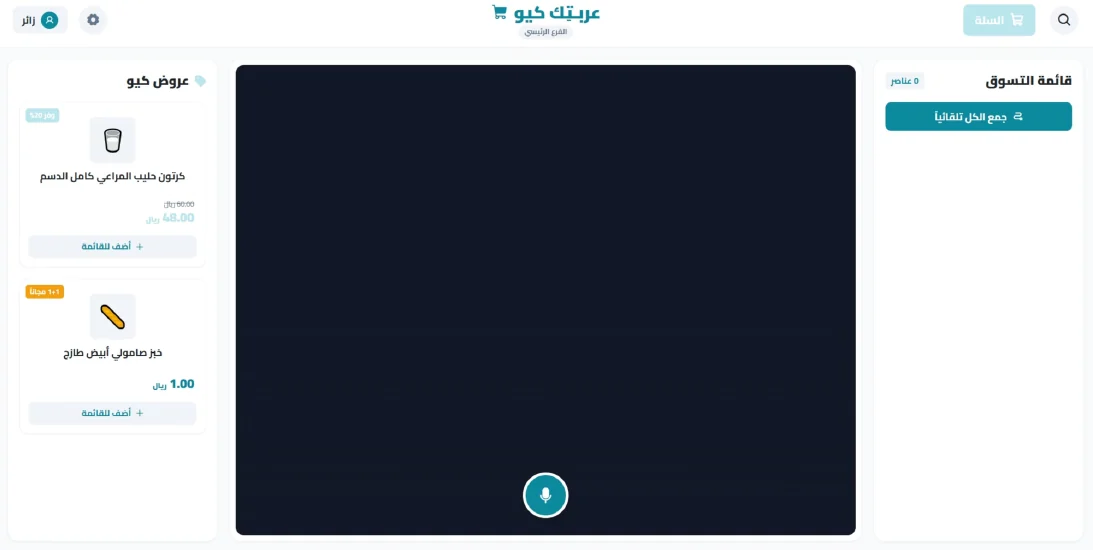 السلة
عربـتِك كيو
الفرع الرئيسي
زائر
قائمة التسوق
0 عناصر
جمع الكل تلقائياً
عروض كيو
وفر 20%
كرتون حليب المراعي كامل الدسم
60.00 ريال
48.00 ريال
أضف للقائمة
1+1 مجاناً
خبز صامولي أبيض طازج
1.00 ريال
أضف للقائمة